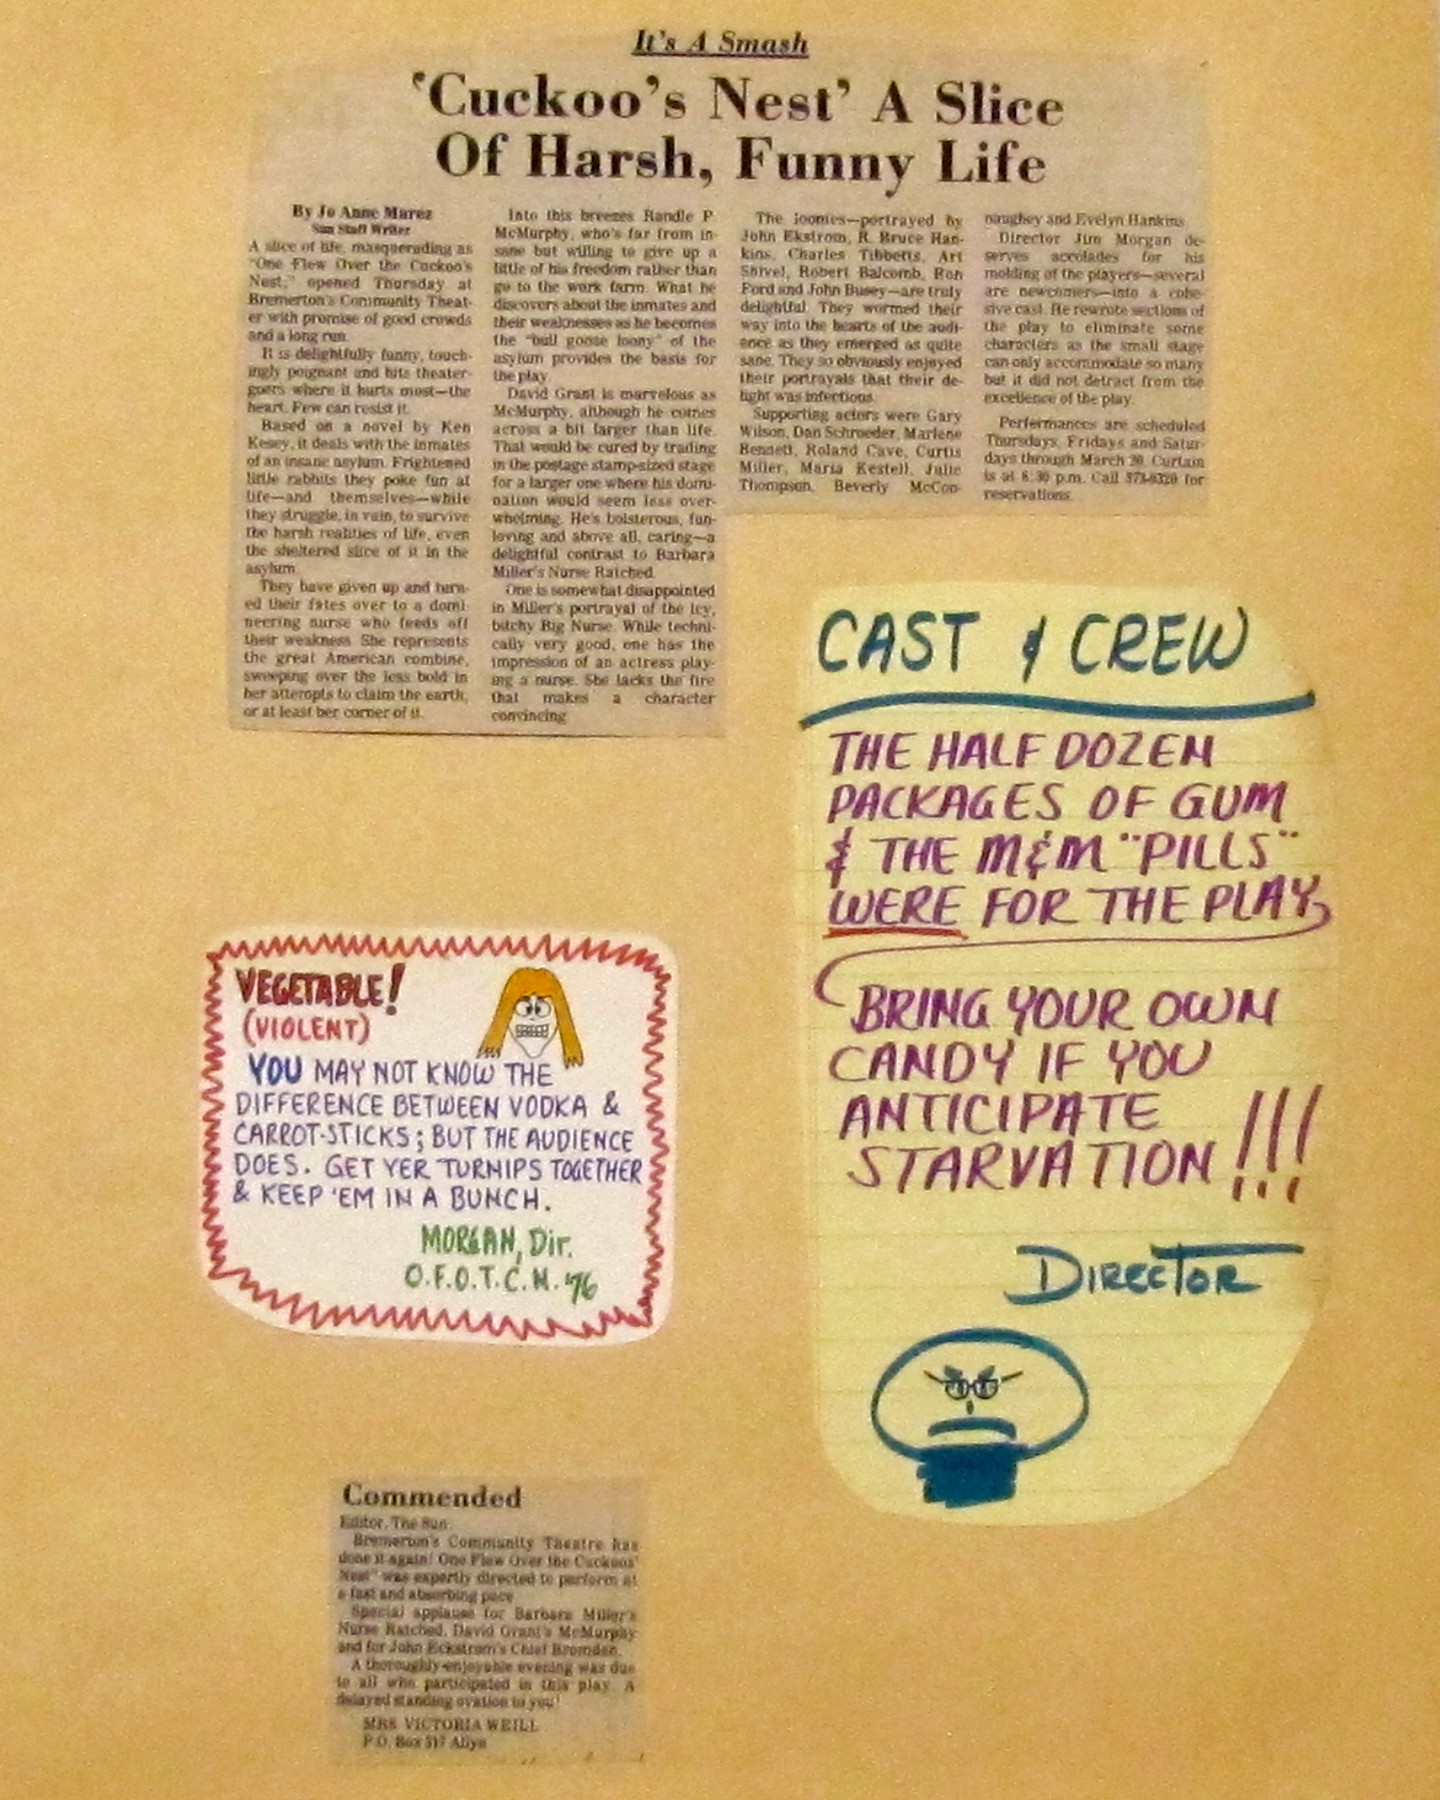 It's A Smash
'Cuckoo's Nest' A Slice
Of Harsh, Funny Life
By Jo Anne Marez
Sun Staff Writer
A slice of life, masquerading as
"One Flew Over the Cuckoo's
Nest," opened Thursday at
Bremerton's Community Theat-
er with promise of good crowds
and a long run.
It is delightfully funny, touch-
ingly poignant and hits theater-
goers where it hurts most—the
heart. Few can resist it.
Based on a novel by Ken
Kesey, it deals with the inmates
of an insane asylum. Frightened
little rabbits they poke fun at
life—and themselves—while
they struggle, in vain, to survive
the harsh realities of life, even
the sheltered slice of it in the
asylum.
They have given up and turn-
ed their fates over to a domi-
neering nurse who feeds off
their weakness. She represents
the great American combine,
sweeping over the less bold in
her attempts to claim the earth,
or at least her corner of it.
Into this breezes Randle P.
McMurphy, who's far from in-
sane but willing to give up a
little of his freedom rather than
go to the work farm. What he
discovers about the inmates and
their weaknesses as he becomes
the "bull goose loony" of the
asylum provides the basis for
the play.
David Grant is marvelous as
McMurphy, although he comes
across a bit larger than life.
That would be cured by trading
in the postage stamp-sized stage
for a larger one where his domi-
nation would seem less over-
whelming. He's boisterous, fun-
loving and above all, caring—a
delightful contrast to Barbara
Miller's Nurse Ratched.
One is somewhat disappointed
in Miller's portrayal of the icy,
bitchy Big Nurse. While techni-
cally very good, one has the
impression of an actress play-
ing a nurse. She lacks the fire
that makes a character
convincing.
The loonies—portrayed by
John Ekstrom, R. Bruce Han-
kins, Charles Tibbetts, Art
Shivel, Robert Balcomb, Ron
Ford and John Busey—are truly
delightful. They wormed their
way into the hearts of the audi-
ence as they emerged as quite
sane. They so obviously enjoyed
their portrayals that their de-
light was infectious.
Supporting actors were Gary
Wilson, Dan Schroeder, Marlene
Bennett, Roland Cave, Curtis
Miller, Maria Kestell, Julie
Thompson, Beverly McCon-
naughey and Evelyn Hankins.
Director Jim Morgan de-
serves accolades for his
molding of the players—several
are newcomers—into a cohe-
sive cast. He rewrote sections of
the play to eliminate some
characters as the small stage
can only accommodate so many
but it did not detract from the
excellence of the play.
Performances are scheduled
Thursdays, Fridays and Satur-
days through March 20. Curtain
is at 8:30 p.m. Call for
reservations.
CAST & CREW
THE HALF DOZEN
PACKAGES OF GUM
& THE M&M "PILLS"
WERE FOR THE PLAY,
BRING YOUR OWN
CANDY IF YOU
ANTICIPATE
STARVATION!!!
DIRECTOR
VEGETABLE!
(VIOLENT)
YOU MAY NOT KNOW THE
DIFFERENCE BETWEEN VODKA &
CARROT-STICKS; BUT THE AUDIENCE
DOES. GET YER TURNIPS TOGETHER
& KEEP 'EM IN A BUNCH.
MORGAN, Dir.
O.F.O.T.C.N. '76
Commended
Editor, The Sun:
Bremerton's Community Theatre has
done it again! One Flew Over the Cuckoos'
Nest" was expertly directed to perform at
a fast and absorbing pace.
Special applause for Barbara Miller's
Nurse Ratched, David Grant's McMurphy
and for John Eckstrom's Chief Bromden.
A thoroughly enjoyable evening was due
to all who participated in this play. A
delayed standing ovation to you!
MRS VICTORIA WEILL
P.O. Box 517 Allyn